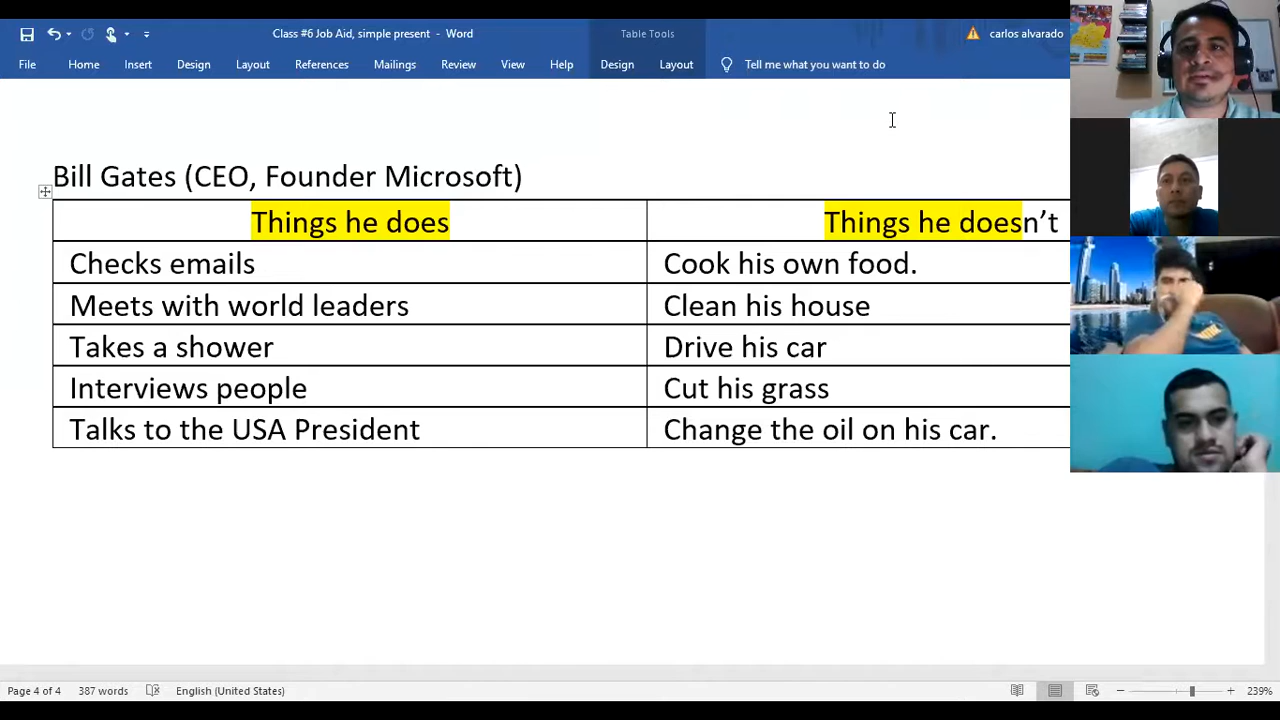 Class #6 Job Aid, simple present - Word
Table Tools
carlos alvarado
File Home Insert Design Layout References Mailings Review View Help Design Layout Tell me what you want to do
Bill Gates (CEO, Founder Microsoft)
Things he does Things he doesn't
Checks emails Cook his own food.
Meets with world leaders Clean his house
Takes a shower Drive his car
Interviews people Cut his grass
Talks to the USA President Change the oil on his car.
Page 4 of 4 387 words English (United States) 239%